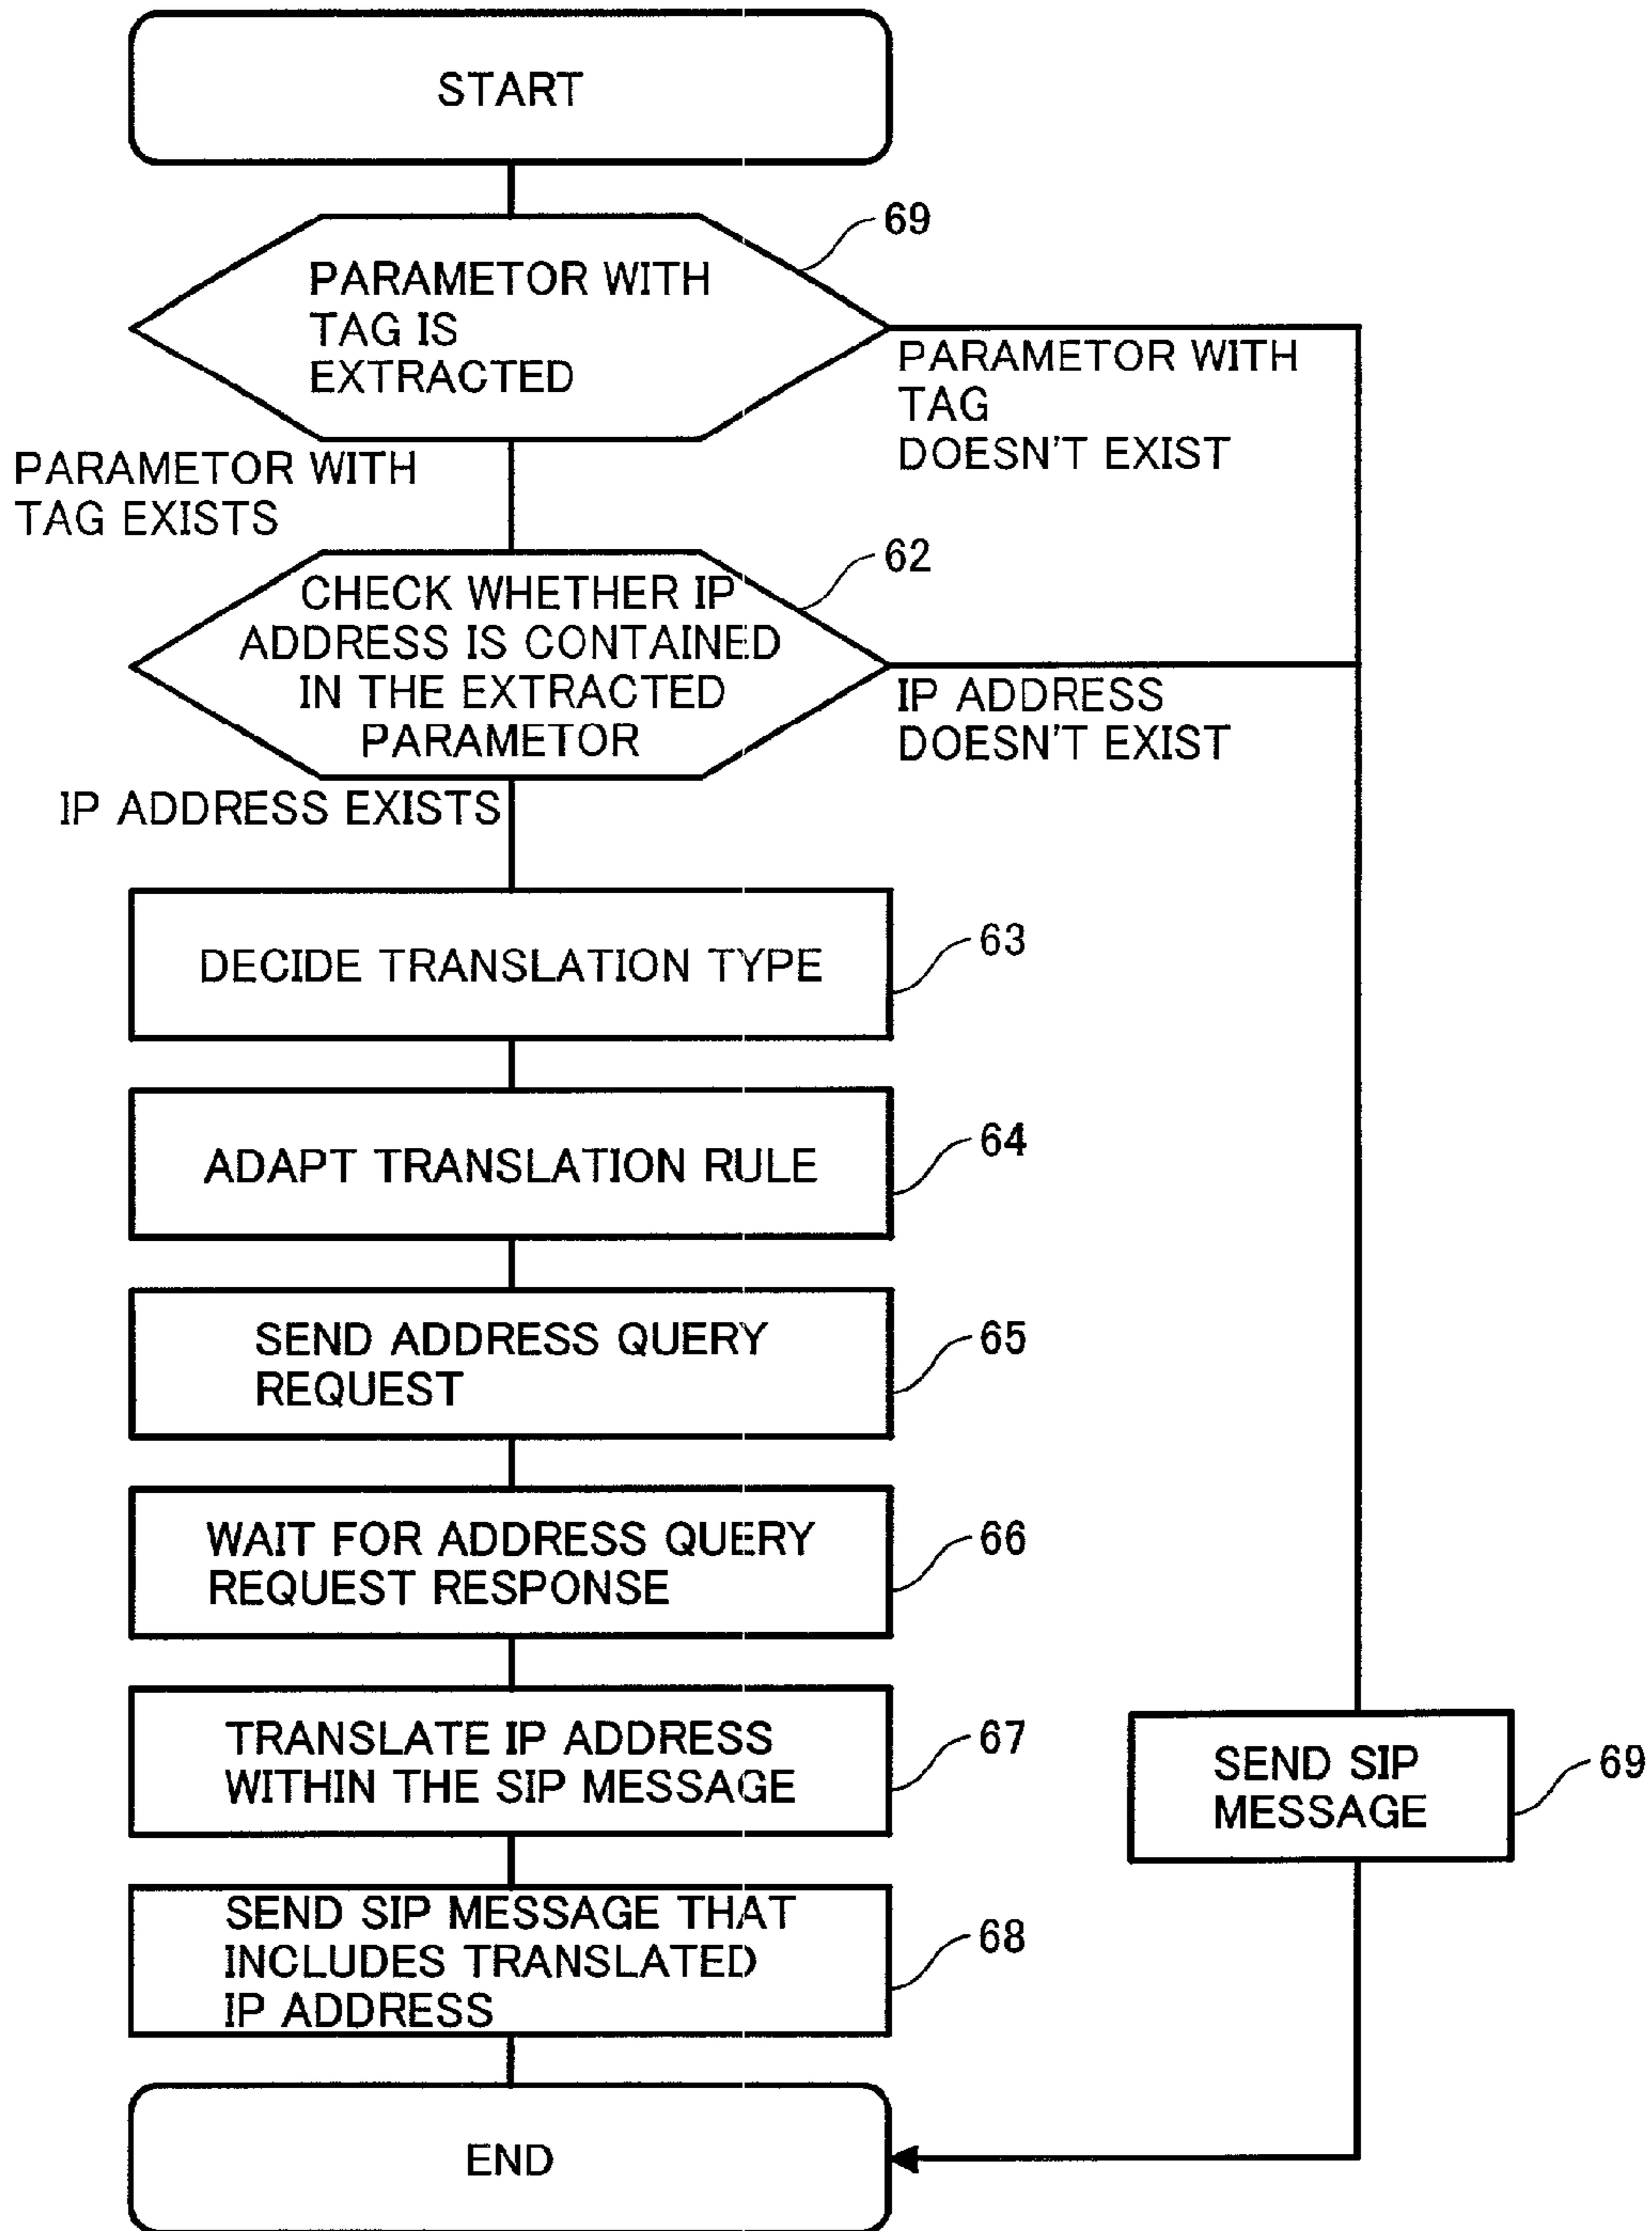 START
69
PARAMETOR WITH
TAG IS
EXTRACTED
PARAMETOR WITH
TAG
DOESN'T EXIST
PARAMETOR WITH
TAG EXISTS
62
CHECK WHETHER IP
ADDRESS IS CONTAINED
IN THE EXTRACTED
PARAMETOR
IP ADDRESS
DOESN'T EXIST
IP ADDRESS EXISTS
DECIDE TRANSLATION TYPE
63
ADAPT TRANSLATION RULE
64
SEND ADDRESS QUERY
REQUEST
65
WAIT FOR ADDRESS QUERY
REQUEST RESPONSE
66
TRANSLATE IP ADDRESS
WITHIN THE SIP MESSAGE
67
SEND SIP
MESSAGE
69
SEND SIP MESSAGE THAT
INCLUDES TRANSLATED
IP ADDRESS
68
END